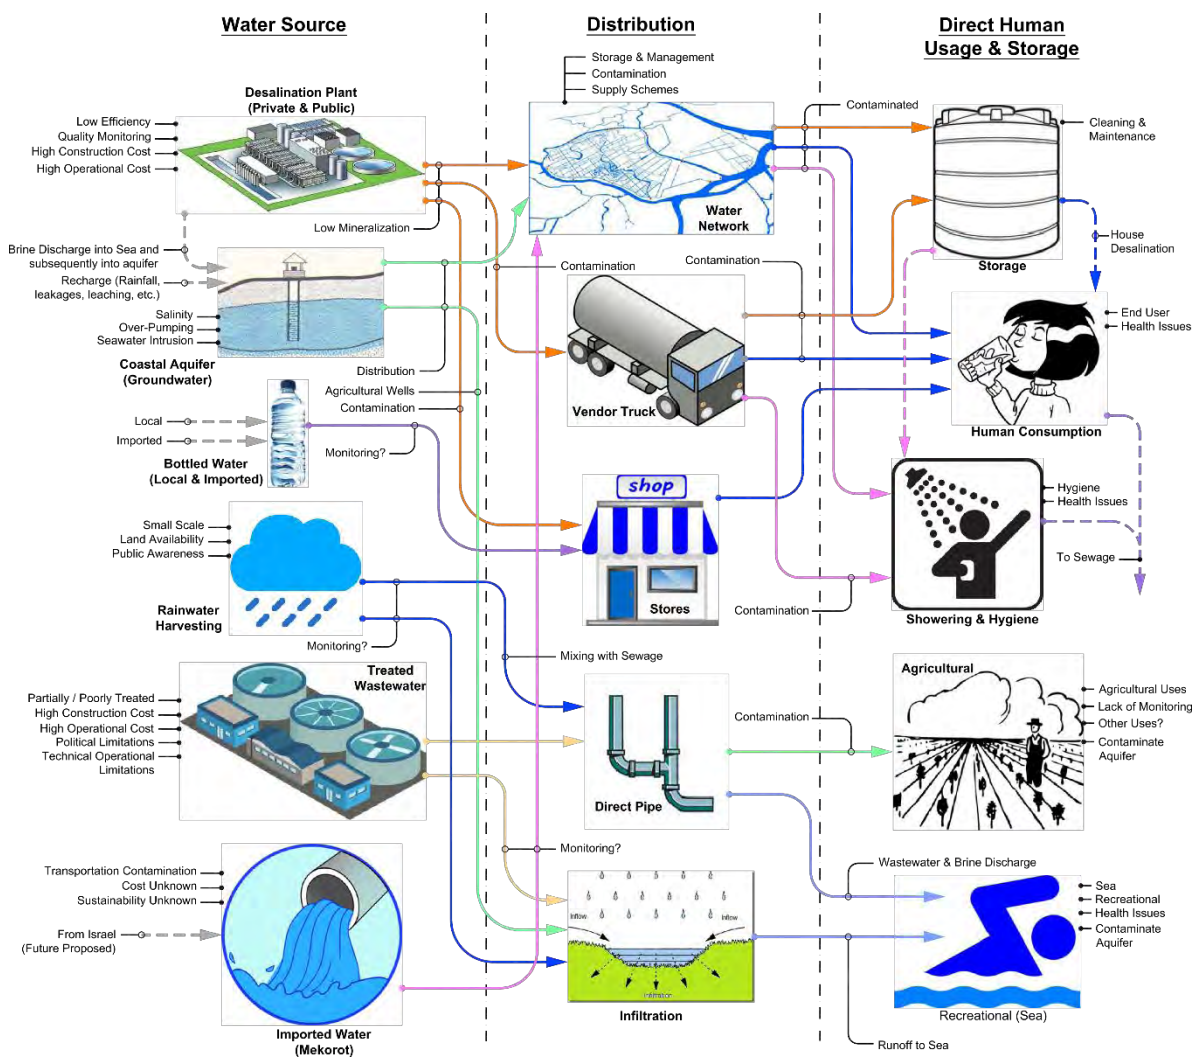 Water Source
Distribution
Direct Human
Usage & Storage
Storage & Management
Contamination
Supply Schemes
Desalination Plant
(Private & Public)
Low Efficiency
Quality Monitoring
High Construction Cost
High Operational Cost
Low Mineralization
Water
Network
Contaminated
Cleaning &
Maintenance
Storage
House
Desalination
Brine Discharge into Sea and
subsequently into aquifer
Recharge (Rainfall,
leakages, leaching, etc.)
Salinity
Over-Pumping
Seawater Intrusion
Coastal Aquifer
(Groundwater)
Contamination
Contamination
Distribution
Agricultural Wells
Contamination
Monitoring?
Vendor Truck
End User
Health Issues
Human Consumption
Local
Imported
Bottled Water
(Local & Imported)
shop
Stores
Hygiene
Health Issues
To Sewage
Showering & Hygiene
Contamination
Small Scale
Land Availability
Public Awareness
Rainwater
Harvesting
Monitoring?
Mixing with Sewage
Treated
Wastewater
Partially / Poorly Treated
High Construction Cost
High Operational Cost
Political Limitations
Technical Operational
Limitations
Direct Pipe
Contamination
Agricultural
Agricultural Uses
Lack of Monitoring
Other Uses?
Contaminate
Aquifer
Monitoring?
Transportation Contamination
Cost Unknown
Sustainability Unknown
From Israel
(Future Proposed)
Imported Water
(Mekorot)
Inflow
Inflow
Infiltration
Infiltration
Wastewater & Brine Discharge
Sea
Recreational
Health Issues
Contaminate
Aquifer
Recreational (Sea)
Runoff to Sea